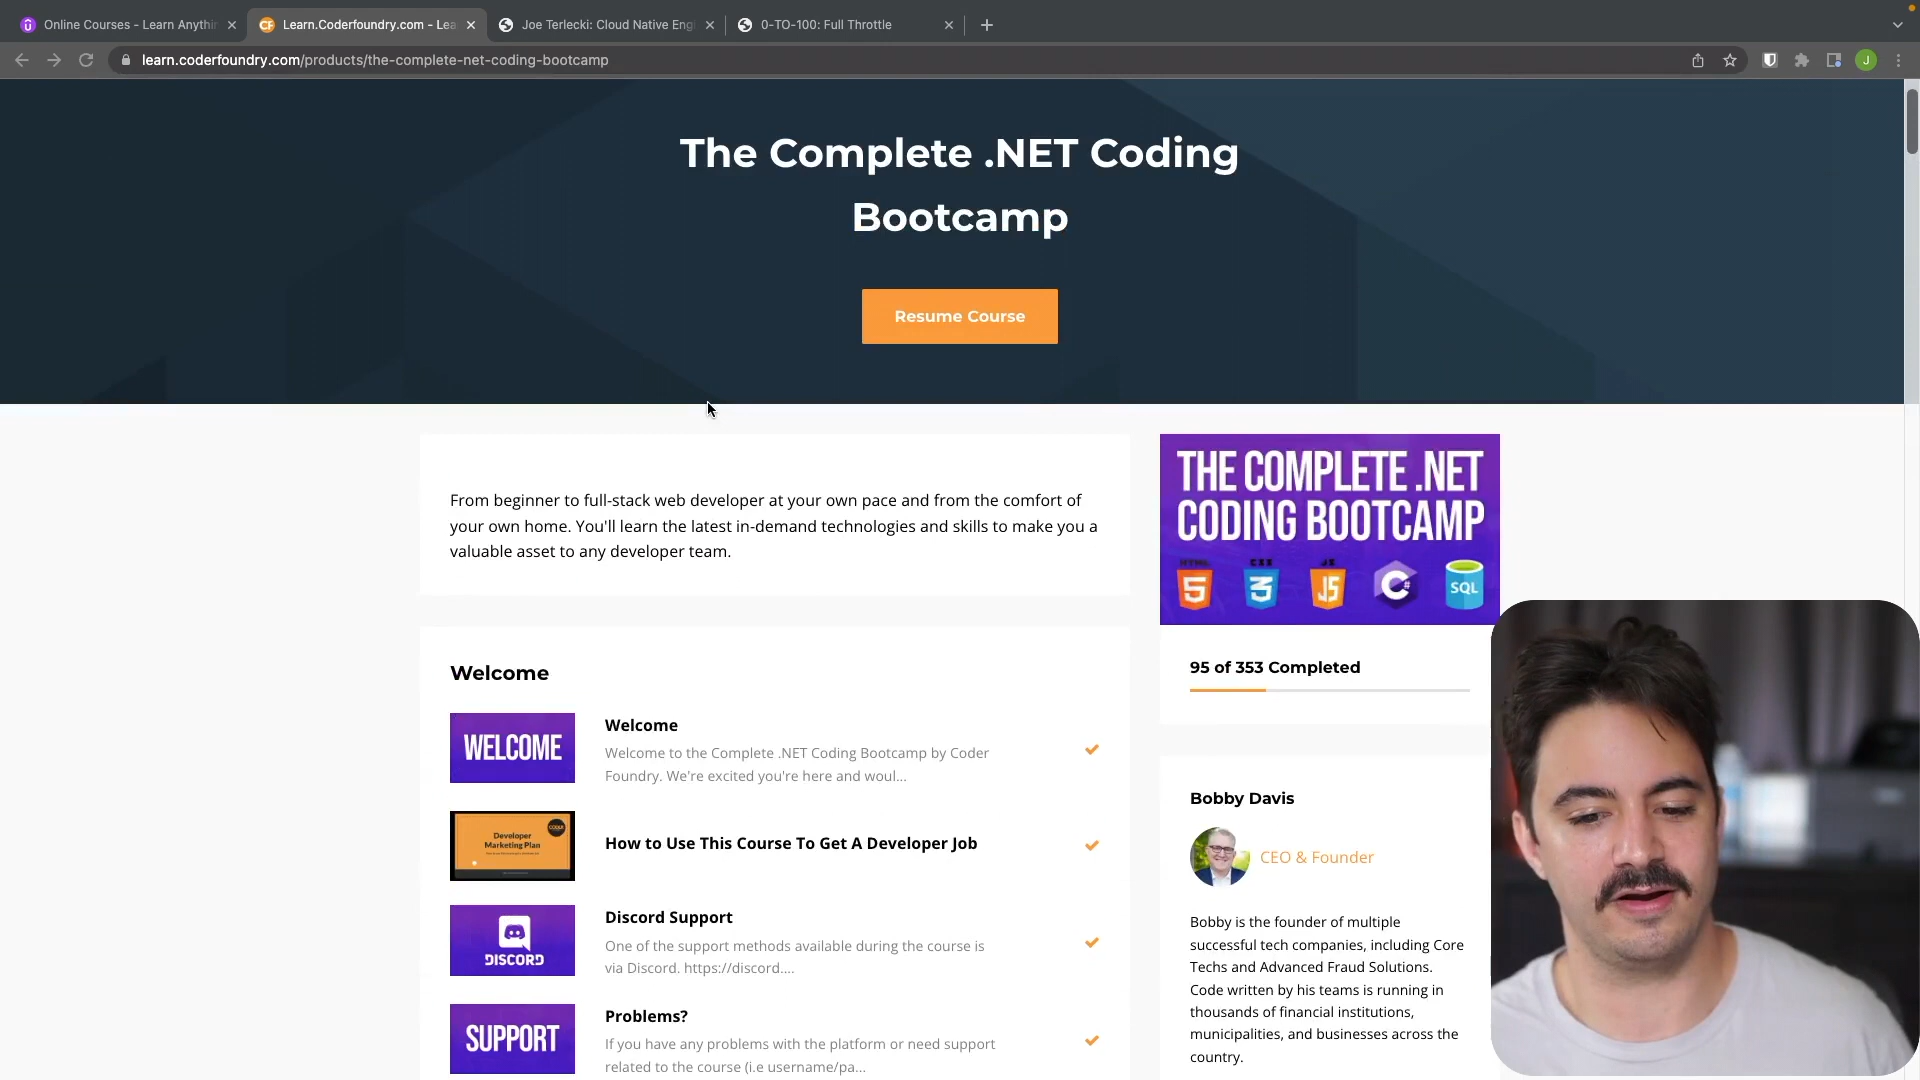 Online Courses - Learn Anythin
Learn.Coderfoundry.com - Lea
Joe Terlecki: Cloud Native Eng
0-TO-100: Full Throttle
learn.coderfoundry.com/products/the-complete-net-coding-bootcamp
J
The Complete .NET Coding
Bootcamp
Resume Course
From beginner to full-stack web developer at your own pace and from the comfort of
your own home. You'll learn the latest in-demand technologies and skills to make you a
valuable asset to any developer team.
THE COMPLETE .NET
CODING BOOTCAMP
HTML CSS JS
5 3 JS C# SQL
95 of 353 Completed
Welcome
WELCOME
Welcome
Welcome to the Complete .NET Coding Bootcamp by Coder
Foundry. We're excited you're here and woul...
Developer
Marketing Plan
How to Use This Course To Get A Developer Job
DISCORD
Discord Support
One of the support methods available during the course is
via Discord. https://discord....
SUPPORT
Problems?
If you have any problems with the platform or need support
related to the course (i.e username/pa...
Bobby Davis
CEO & Founder
Bobby is the founder of multiple
successful tech companies, including Core
Techs and Advanced Fraud Solutions.
Code written by his teams is running in
thousands of financial institutions,
municipalities, and businesses across the
country.